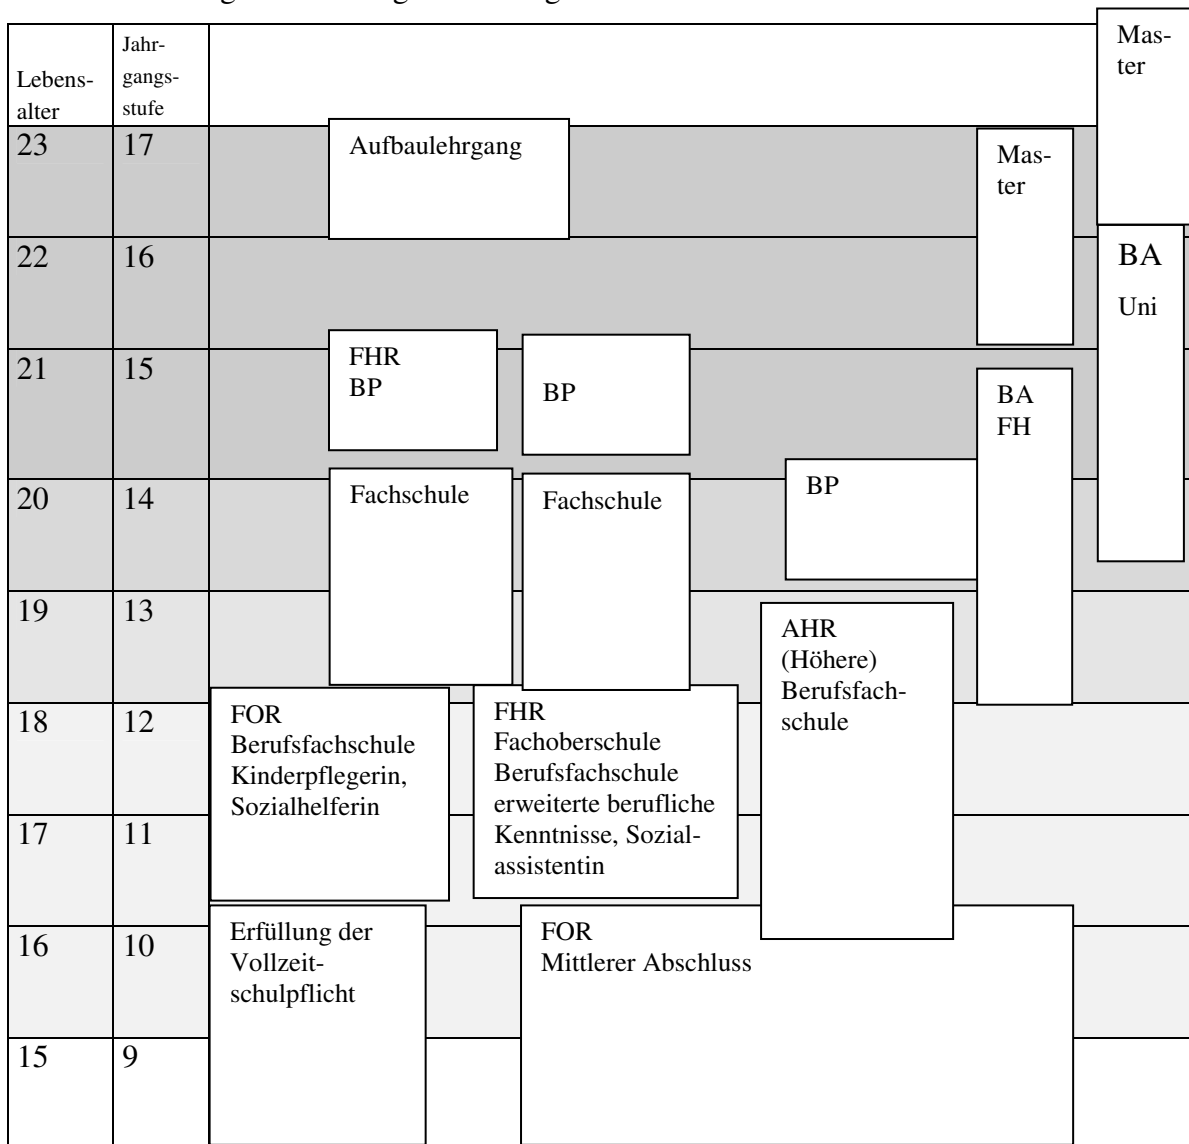 Lebens-
alter
Jahr-
gangs-
stufe
Mas-
ter
23
17
Aufbaulehrgang
Mas-
ter
22
16
BA
Uni
21
15
FHR
BP
BP
BA
FH
20
14
Fachschule
Fachschule
BP
19
13
AHR
(Höhere)
Berufsfach-
schule
18
12
FOR
Berufsfachschule
Kinderpflegerin,
Sozialhelferin
FHR
Fachoberschule
Berufsfachschule
erweiterte berufliche
Kenntnisse, Sozial-
assistentin
17
11
16
10
Erfüllung der
Vollzeit-
schulpflicht
FOR
Mittlerer Abschluss
15
9